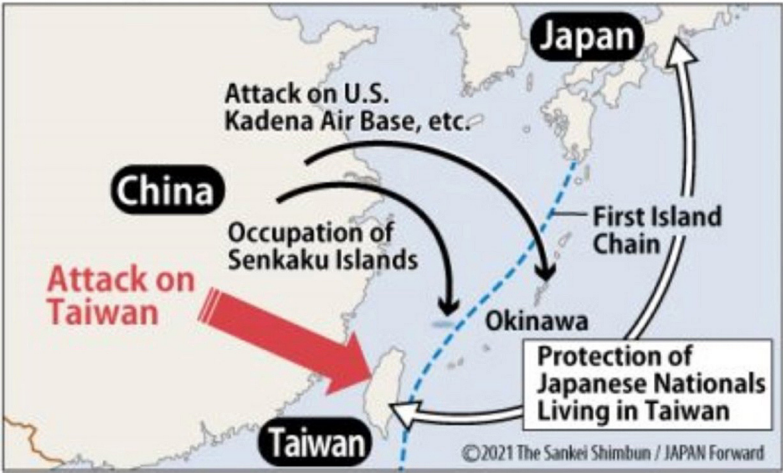 Japan
Attack on U.S.
Kadena Air Base, etc.
China
Occupation of
Senkaku Islands
First Island
Chain
Attack on
Taiwan
Okinawa
Protection of
Japanese Nationals
Living in Taiwan
Taiwan
©2021 The Sankei Shimbun / JAPAN Forward